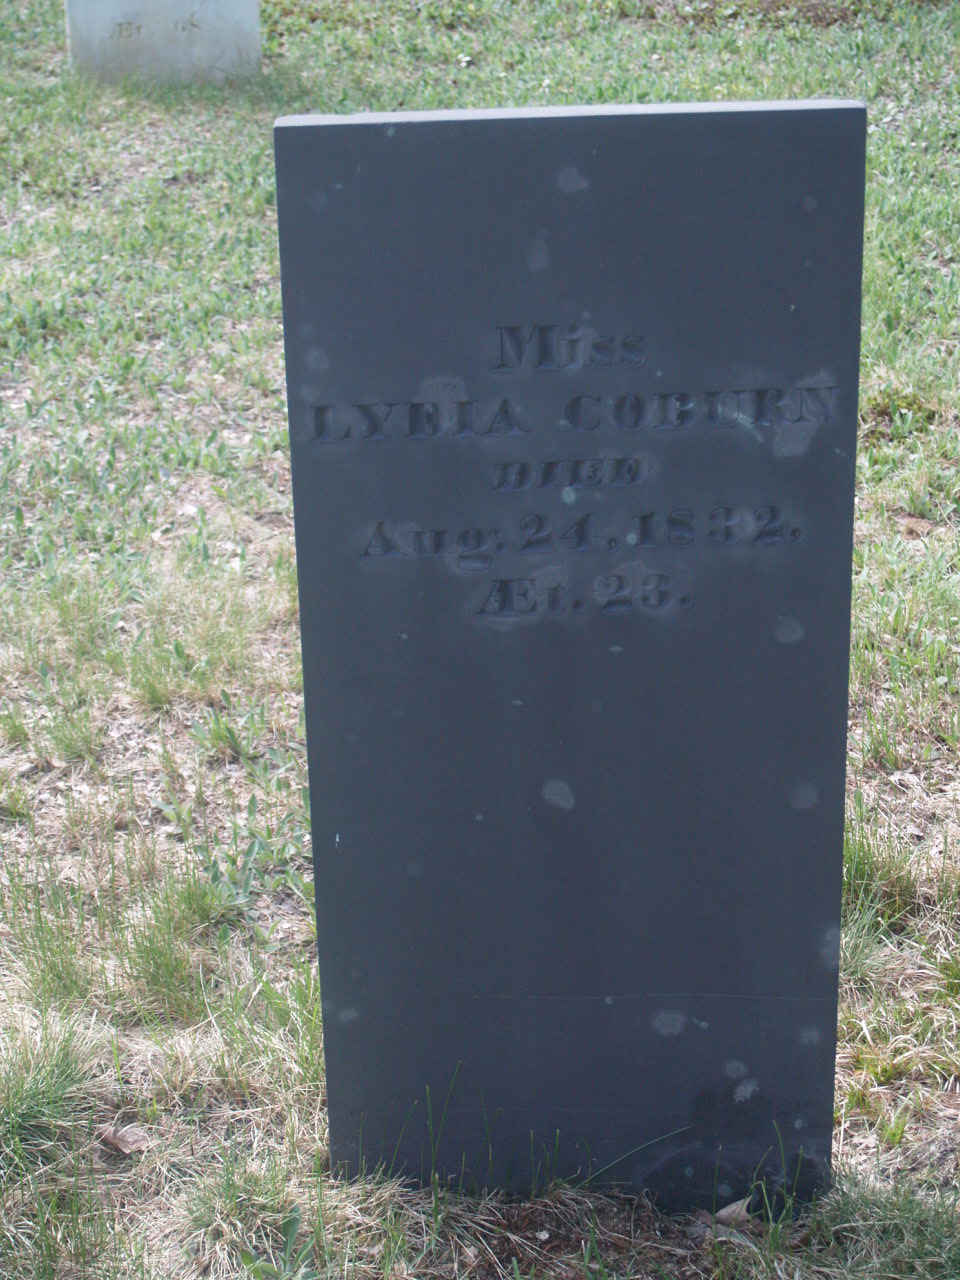 Miss
LYDIA COBURN
DIED
Aug. 24, 1832,
Æt. 23.